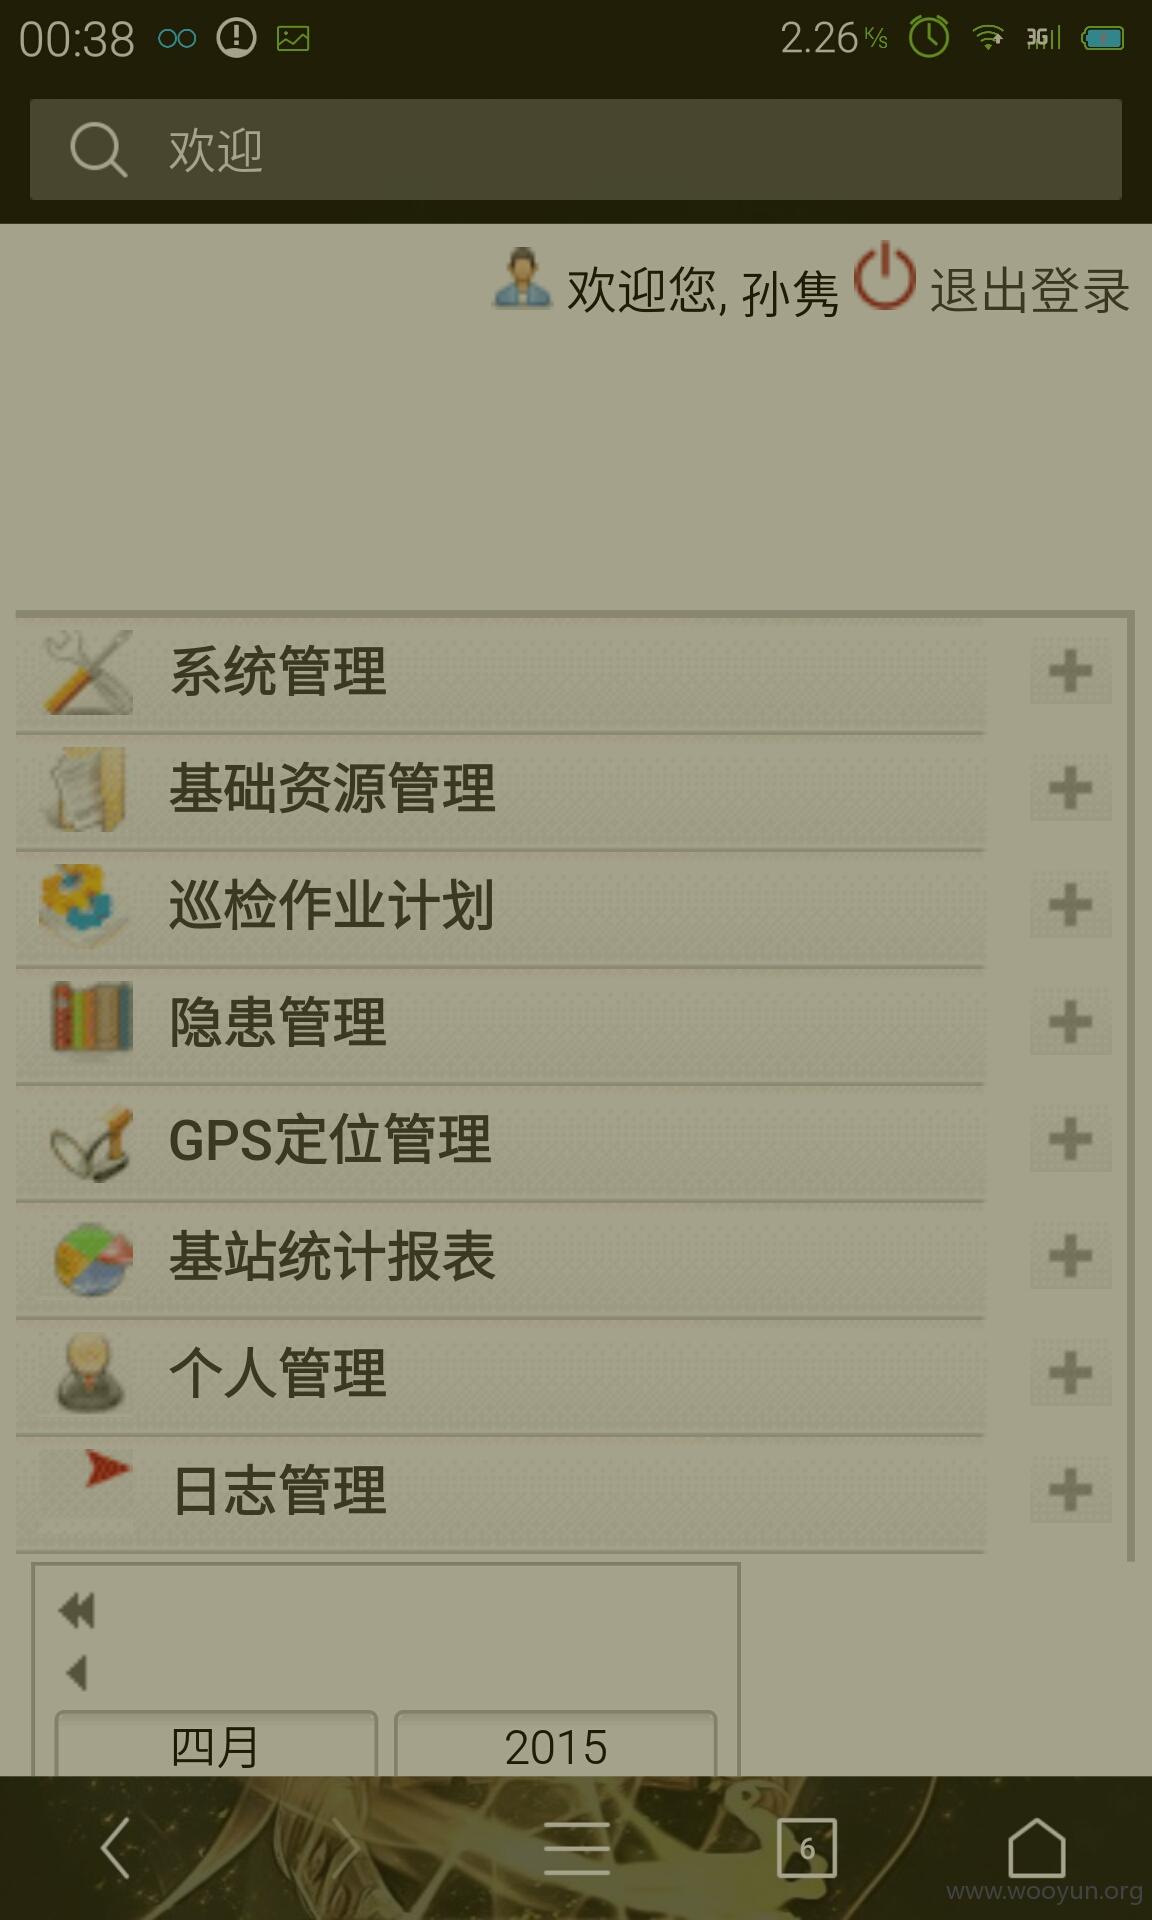 00:38 2.26 K/s 3G
欢迎
欢迎您, 孙隽 退出登录
系统管理
基础资源管理
巡检作业计划
隐患管理
GPS定位管理
基站统计报表
个人管理
日志管理
四月 2015
6
www.wooyun.org